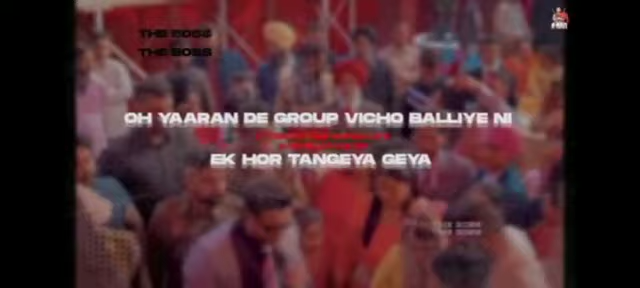 THE BOSS
THE BOSS
OH YAARAN DE GROUP VICHO BALLIYE NI
EK HOR TANGEYA GEYA